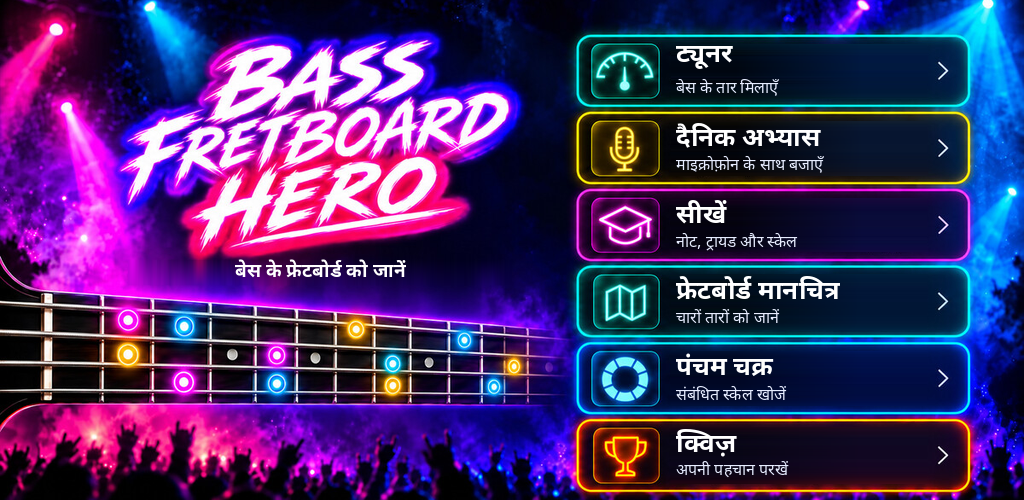 BASS
FRETBOARD
HERO
बेस के फ्रेटबोर्ड को जानें
ट्यूनर
बेस के तार मिलाएँ
दैनिक अभ्यास
माइक्रोफ़ोन के साथ बजाएँ
सीखें
नोट, ट्रायड और स्केल
फ्रेटबोर्ड मानचित्र
चारों तारों को जानें
पंचम चक्र
संबंधित स्केल खोजें
क्विज़
अपनी पहचान परखें